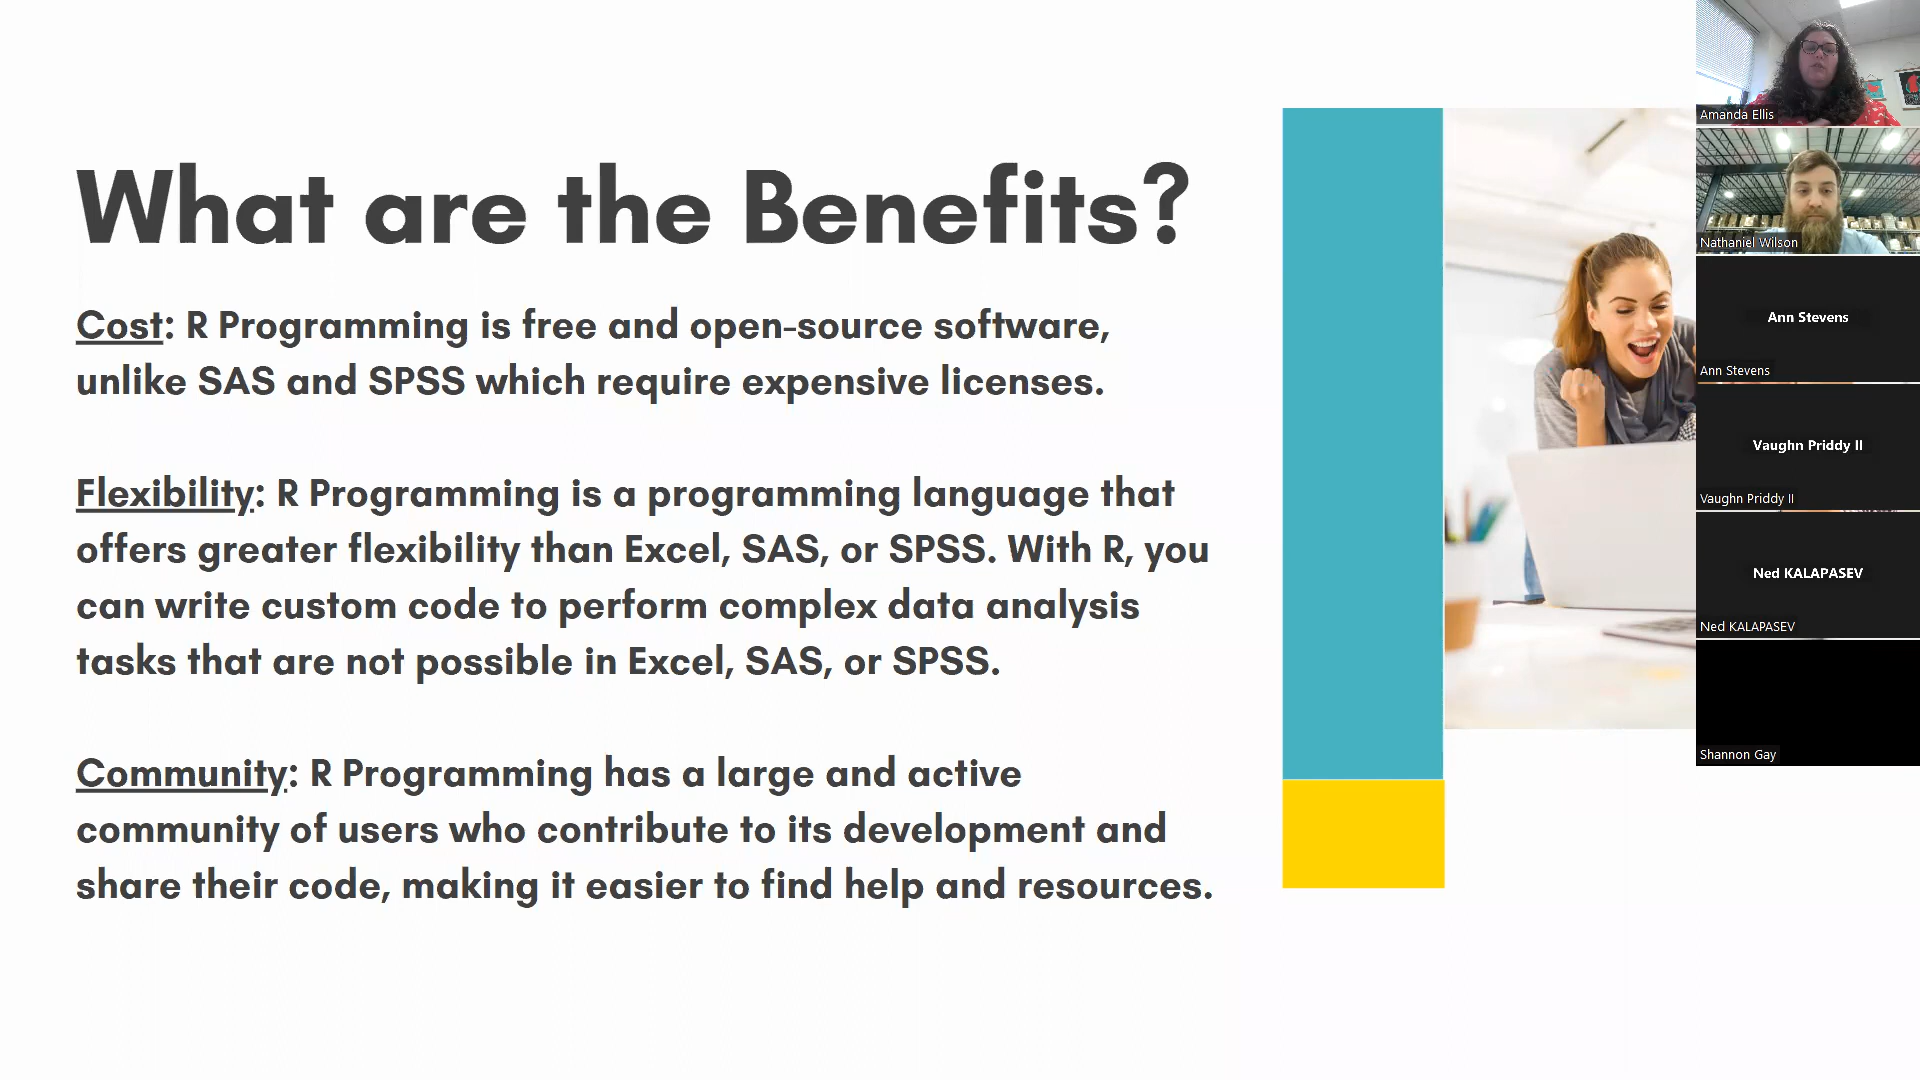 What are the Benefits?
Cost: R Programming is free and open-source software,
unlike SAS and SPSS which require expensive licenses.
Flexibility: R Programming is a programming language that
offers greater flexibility than Excel, SAS, or SPSS. With R, you
can write custom code to perform complex data analysis
tasks that are not possible in Excel, SAS, or SPSS.
Community: R Programming has a large and active
community of users who contribute to its development and
share their code, making it easier to find help and resources.
Amanda Ellis
Nathaniel Wilson
Ann Stevens
Ann Stevens
Vaughn Priddy II
Vaughn Priddy II
Ned KALAPASEV
Ned KALAPASEV
Shannon Gay